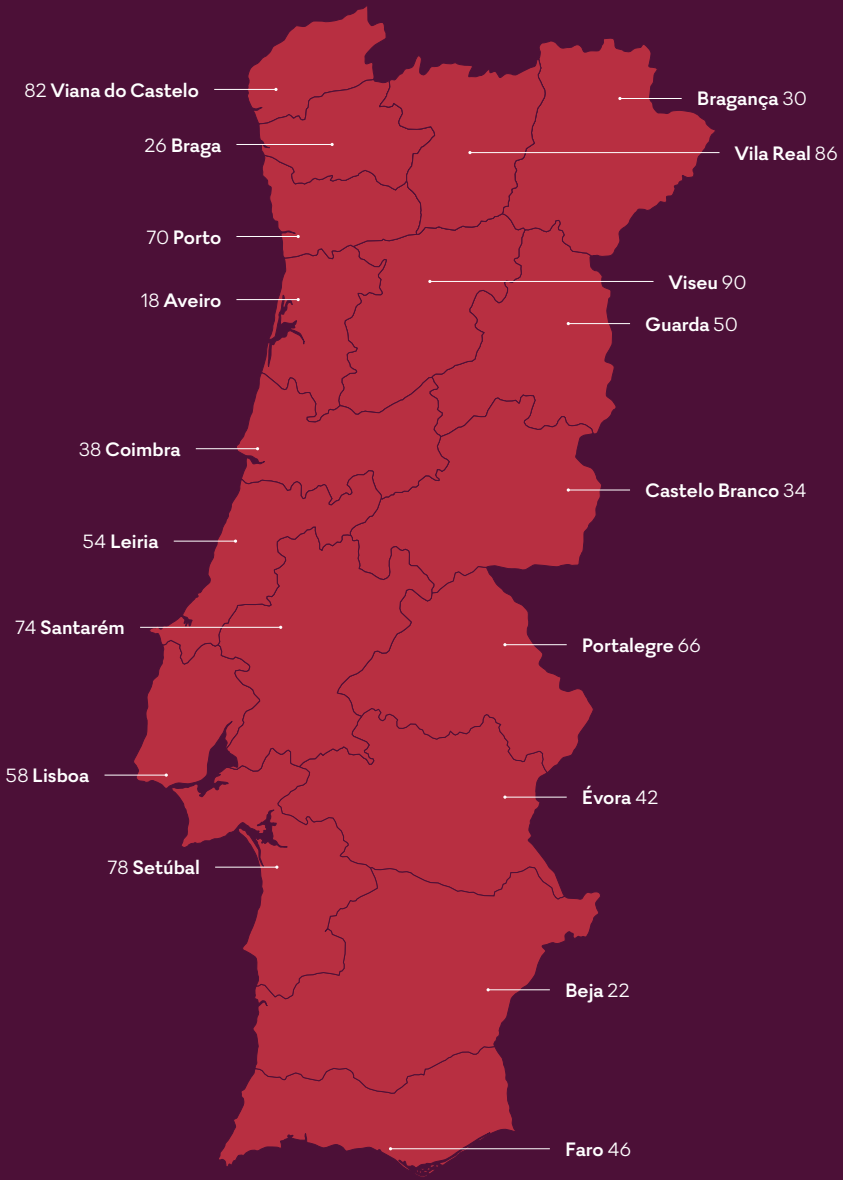 82 Viana do Castelo
Bragança 30
26 Braga
Vila Real 86
70 Porto
Viseu 90
18 Aveiro
Guarda 50
38 Coimbra
Castelo Branco 34
54 Leiria
74 Santarém
Portalegre 66
58 Lisboa
Évora 42
78 Setúbal
Beja 22
Faro 46